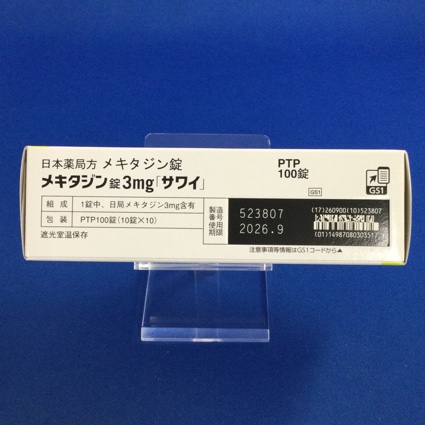 日本薬局方 メキタジン錠
メキタジン錠3mg「サワイ」
PTP
100錠
GS1
GS1
組成 1錠中、日局メキタジン3mg含有
包装 PTP100錠(10錠×10)
遮光室温保存
製造番号 523807
使用期限 2026.9
(17)260900(10)523807
(01)14987080303517
注意事項等情報はGS1コードから▲